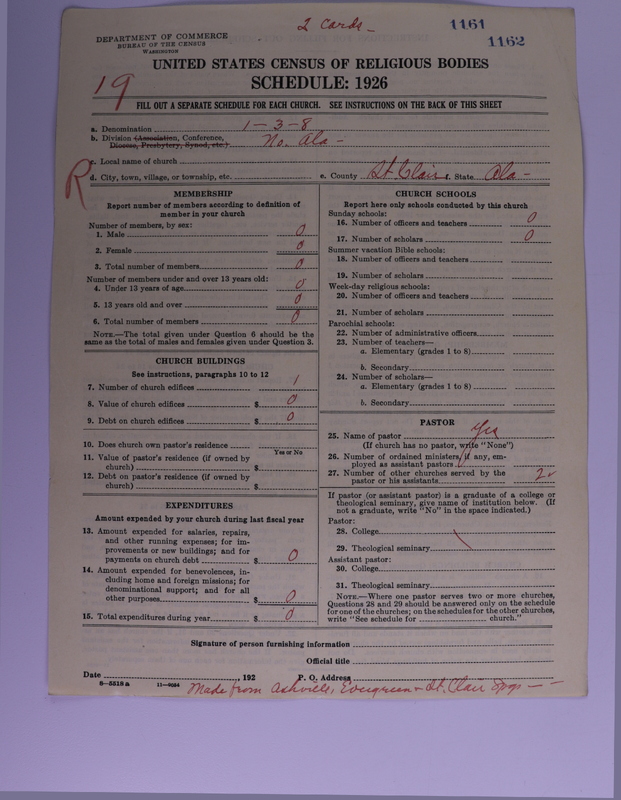 2 Cards-
1161
1162
DEPARTMENT OF COMMERCE
BUREAU OF THE CENSUS
WASHINGTON
UNITED STATES CENSUS OF RELIGIOUS BODIES
SCHEDULE: 1926
19
FILL OUT A SEPARATE SCHEDULE FOR EACH CHURCH. SEE INSTRUCTIONS ON THE BACK OF THIS SHEET
a. Denomination 1-3-8
b. Division (Association, Conference, Diocese, Presbytery, Synod, etc.) No. Ala-
R
c. Local name of church
d. City, town, village, or township, etc. e. County St. Clair f. State Ala-
MEMBERSHIP
Report number of members according to definition of
member in your church
Number of members, by sex:
1. Male 0
2. Female 0
3. Total number of members 0
Number of members under and over 13 years old:
4. Under 13 years of age 0
5. 13 years old and over 0
6. Total number of members 0
NOTE.—The total given under Question 6 should be the
same as the total of males and females given under Question 3.
CHURCH BUILDINGS
See instructions, paragraphs 10 to 12
7. Number of church edifices 1
8. Value of church edifices $ 0
9. Debt on church edifices $ 0
10. Does church own pastor's residence
Yes or No
11. Value of pastor's residence (if owned by
church) $
12. Debt on pastor's residence (if owned by
church) $
EXPENDITURES
Amount expended by your church during last fiscal year
13. Amount expended for salaries, repairs,
and other running expenses; for im-
provements or new buildings; and for
payments on church debt $ 0
14. Amount expended for benevolences, in-
cluding home and foreign missions; for
denominational support; and for all
other purposes $ 0
15. Total expenditures during year $ 0
CHURCH SCHOOLS
Report here only schools conducted by this church
Sunday schools:
16. Number of officers and teachers 0
17. Number of scholars 0
Summer vacation Bible schools:
18. Number of officers and teachers
19. Number of scholars
Week-day religious schools:
20. Number of officers and teachers
21. Number of scholars
Parochial schools:
22. Number of administrative officers
23. Number of teachers—
a. Elementary (grades 1 to 8)
b. Secondary
24. Number of scholars—
a. Elementary (grades 1 to 8)
b. Secondary
PASTOR
25. Name of pastor Yes
(If church has no pastor, write "None")
26. Number of ordained ministers, if any, em-
ployed as assistant pastors
27. Number of other churches served by the
pastor or his assistants 2
If pastor (or assistant pastor) is a graduate of a college or
theological seminary, give name of institution below. (If
not a graduate, write "No" in the space indicated.)
Pastor:
28. College
29. Theological seminary
Assistant pastor:
30. College
31. Theological seminary
NOTE.—Where one pastor serves two or more churches,
Questions 28 and 29 should be answered only on the schedule
for one of the churches; on the schedules for the other churches,
write "See schedule for church."
Signature of person furnishing information
Official title
Date , 192 P. O. Address
8-5518a 11-9084 Made from Ashville, Evergreen & St. Clair Spgs--